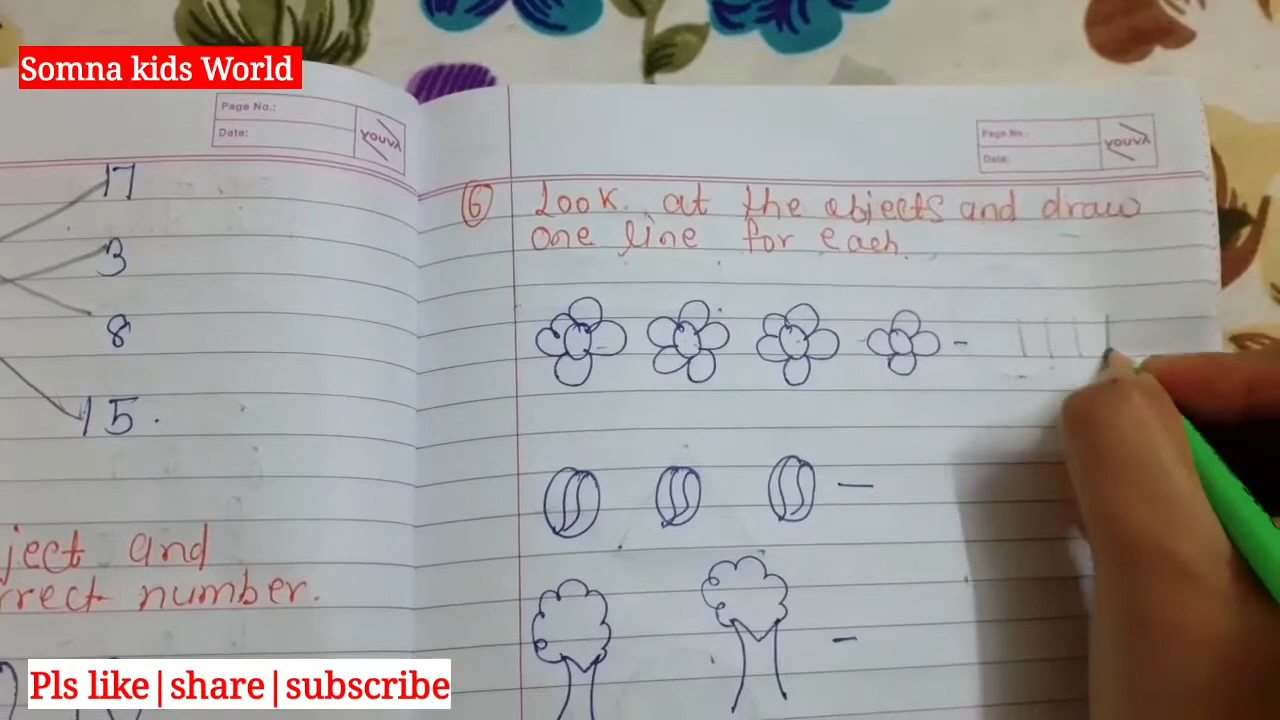 Somna kids World
Page No.:
Date:
youva
17
3
8
15.
ject and
rrect number.
Page No.:
Date:
youva
6 Look at the objects and draw
one line for each.
Pls like|share|subscribe